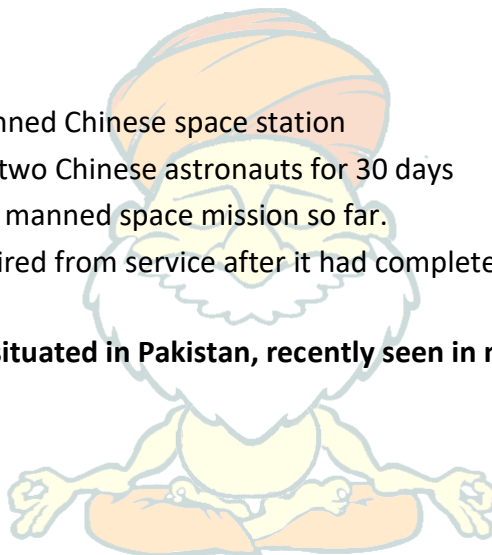 nned Chinese space station
two Chinese astronauts for 30 days
manned space mission so far.
ired from service after it had complete
situated in Pakistan, recently seen in